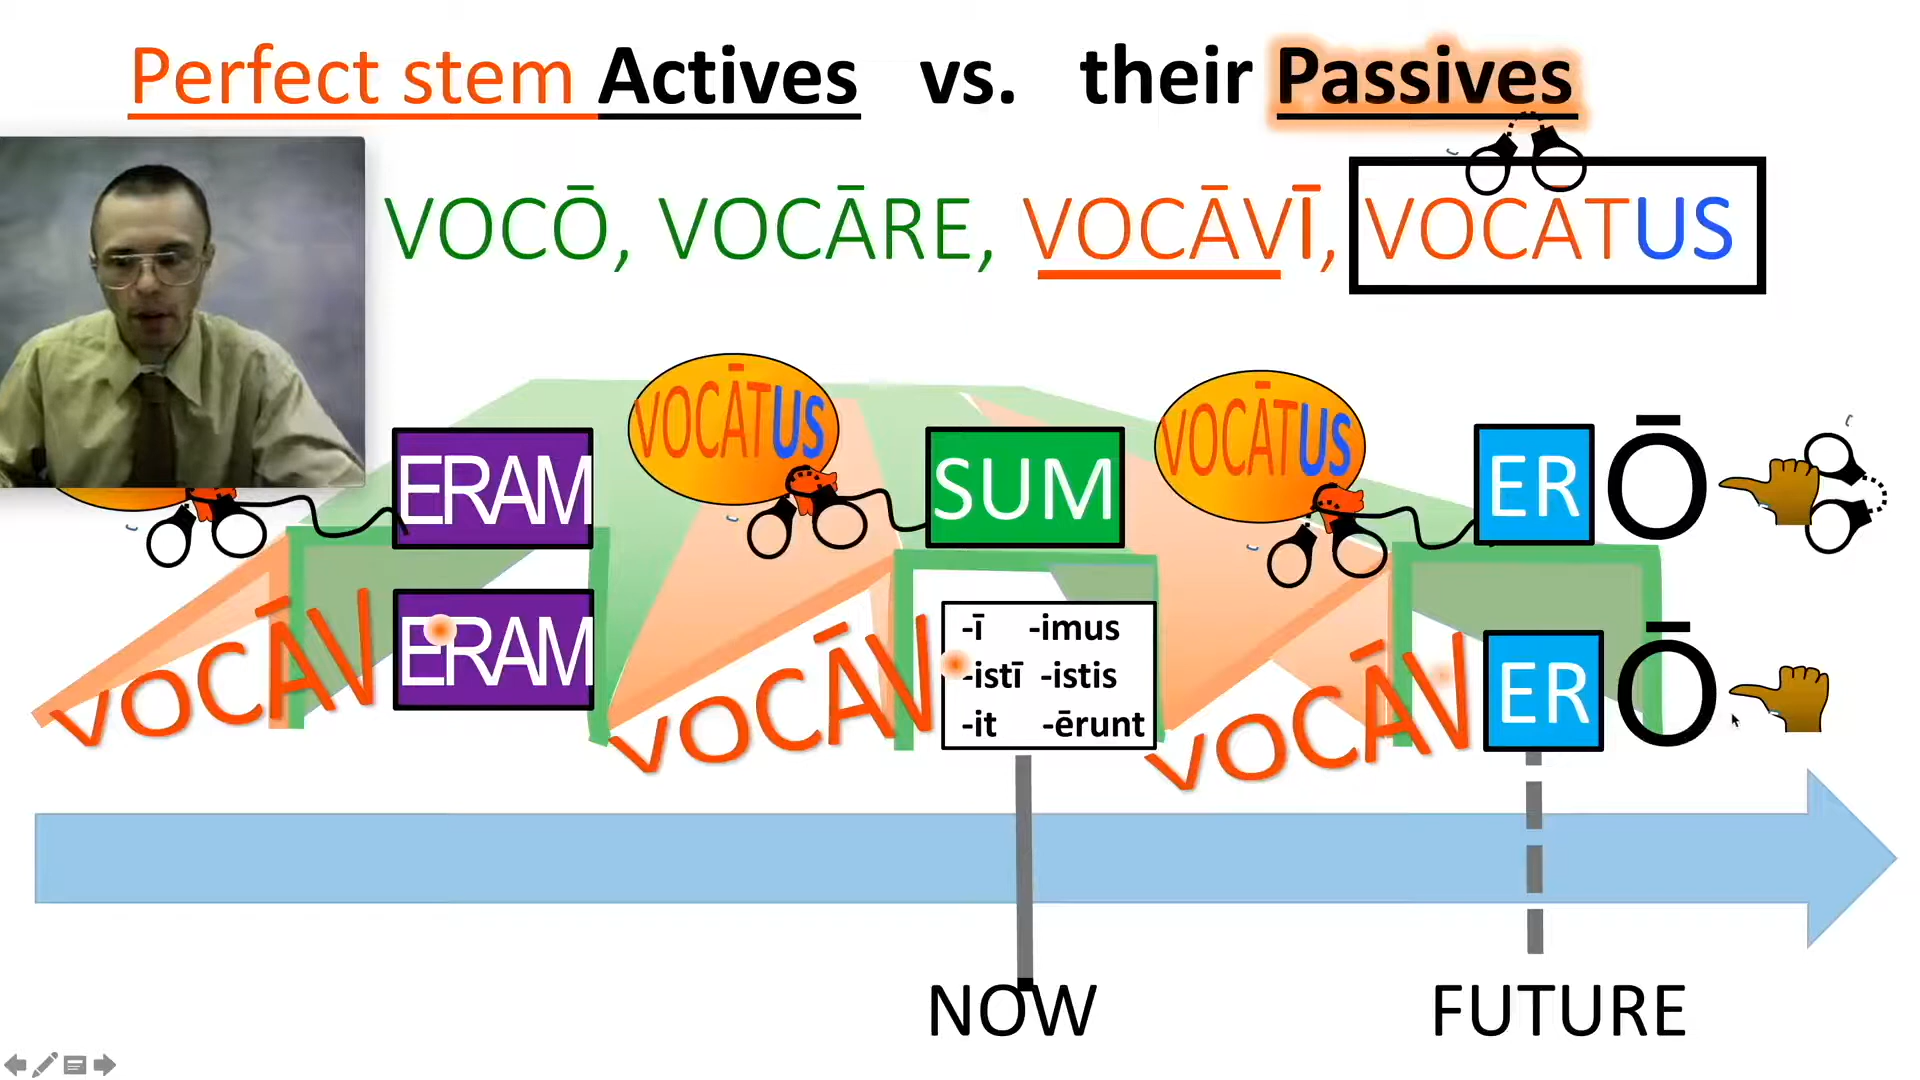 Perfect stem Actives vs. their Passives
VOCŌ, VOCĀRE, VOCĀVĪ, VOCĀTUS
VOCĀTUS
VOCĀTUS
ERAM
SUM
ER Ō
VOCĀV ERAM
VOCĀV
-ī -imus
-istī -istis
-it -ērunt
VOCĀV ER Ō
NOW
FUTURE